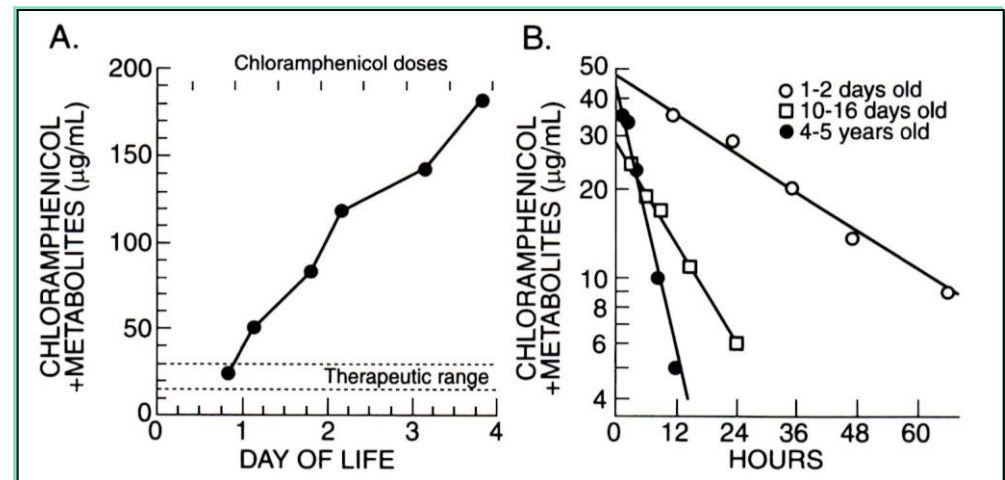 A.
Chloramphenicol doses
CHLORAMPHENICOL
+METABOLITES (μg/mL)
200
150
100
50
0
Therapeutic range
0 1 2 3 4
DAY OF LIFE
B.
CHLORAMPHENICOL
+METABOLITES (μg/mL)
50
40
30
20
10
8
6
4
1-2 days old
10-16 days old
4-5 years old
0 12 24 36 48 60
HOURS